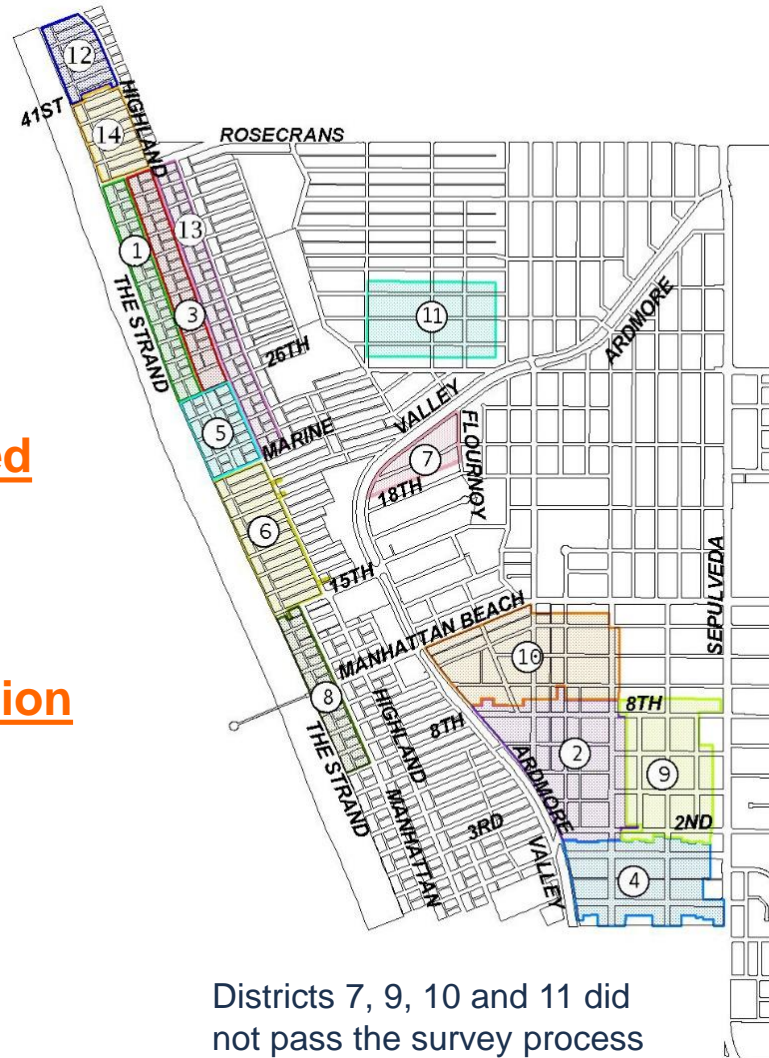 12
41ST
HIGHLAND
14
ROSECRANS
13
1
3
11
THE STRAND
26TH
ARDMORE
5
MARINE
VALLEY
FLOURNOY
7
18TH
ed
6
15TH
SEPULVEDA
MANHATTAN BEACH
10
8
HIGHLAND
8TH
8TH
ion
THE STRAND
ARDMORE
2
9
MANHATTAN
3RD
2ND
VALLEY
4
Districts 7, 9, 10 and 11 did
not pass the survey process